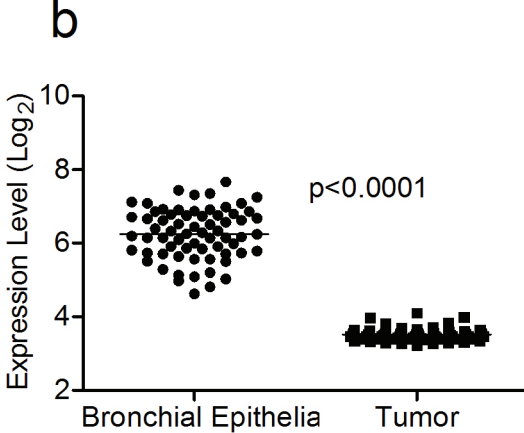 b
Expression Level (Log₂)
10
8
6
4
2
p<0.0001
Bronchial Epithelia
Tumor